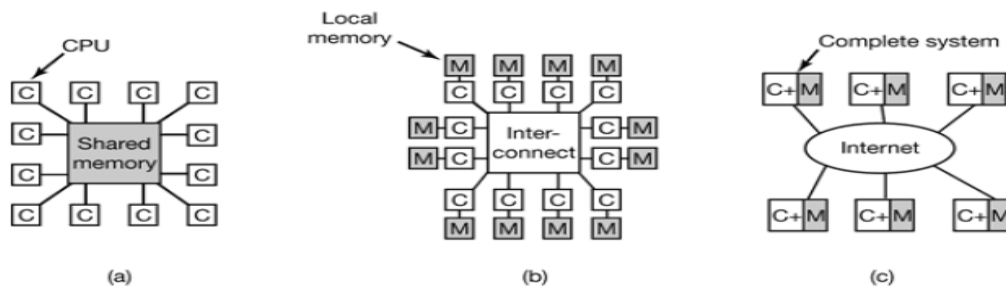 CPU
C C C C
C C
Shared
memory
C C
C C C C
(a)
Local
memory
M M M M
C C C C
M C C M
Inter-
connect
M C C M
C C C C
M M M M
(b)
Complete system
C+ M C+ M C+ M
Internet
C+ M C+ M C+ M
(c)